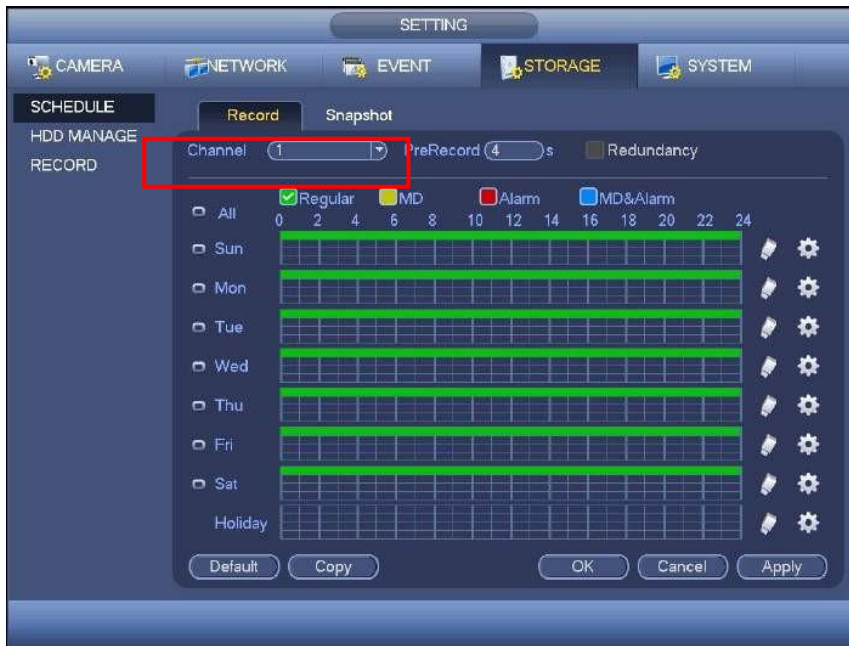 SETTING
CAMERA NETWORK EVENT STORAGE SYSTEM
SCHEDULE
HDD MANAGE
RECORD
Record Snapshot
Channel 1 PreRecord 4 s Redundancy
All Regular MD Alarm MD&Alarm
0 2 4 6 8 10 12 14 16 18 20 22 24
Sun
Mon
Tue
Wed
Thu
Fri
Sat
Holiday
Default Copy OK Cancel Apply